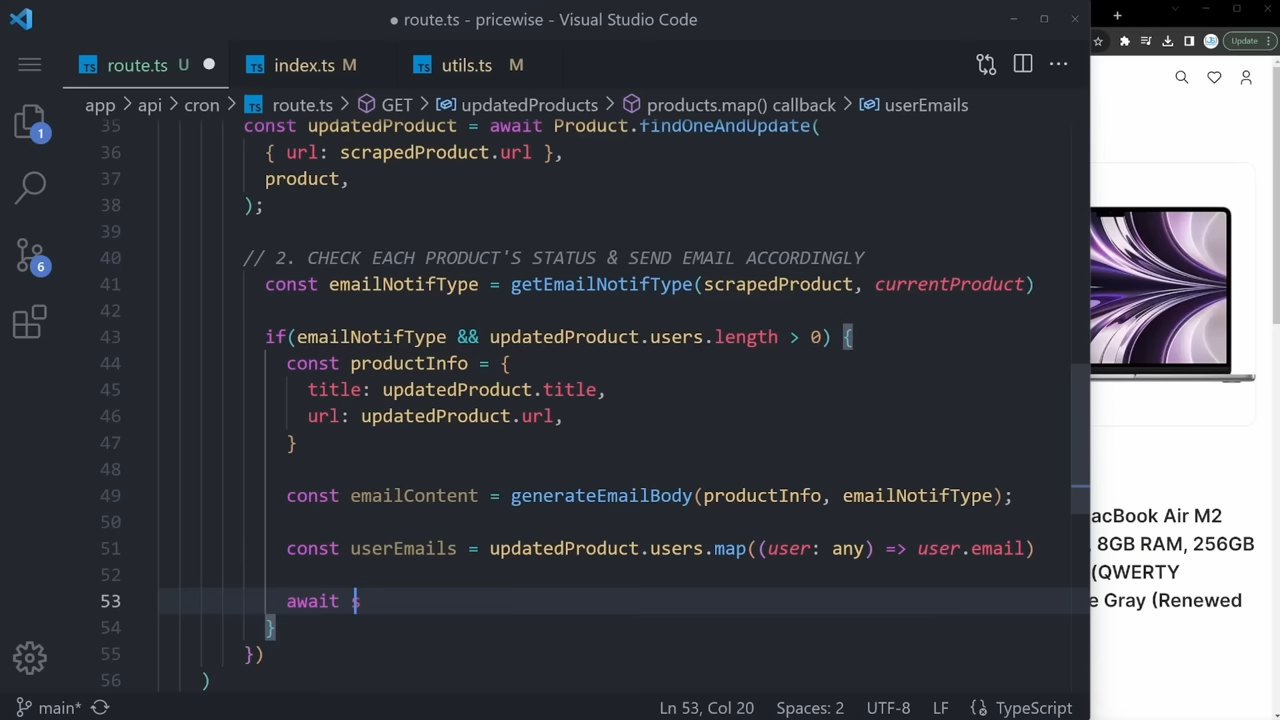 route.ts - pricewise - Visual Studio Code
TS route.ts U
TS index.ts M
TS utils.ts M
app > api > cron > TS route.ts > GET > updatedProducts > products.map() callback > userEmails
35 const updatedProduct = await Product.findOneAndUpdate(
36 { url: scrapedProduct.url },
37 product,
38 );
39
40 // 2. CHECK EACH PRODUCT'S STATUS & SEND EMAIL ACCORDINGLY
41 const emailNotifType = getEmailNotifType(scrapedProduct, currentProduct)
42
43 if(emailNotifType && updatedProduct.users.length > 0) {
44 const productInfo = {
45 title: updatedProduct.title,
46 url: updatedProduct.url,
47 }
48
49 const emailContent = generateEmailBody(productInfo, emailNotifType);
50
51 const userEmails = updatedProduct.users.map((user: any) => user.email)
52
53 await s
54 }
55 })
56 )
1
6
main*
Ln 53, Col 20
Spaces: 2
UTF-8
LF
TypeScript
Update
acBook Air M2
, 8GB RAM, 256GB
(QWERTY
e Gray (Renewed